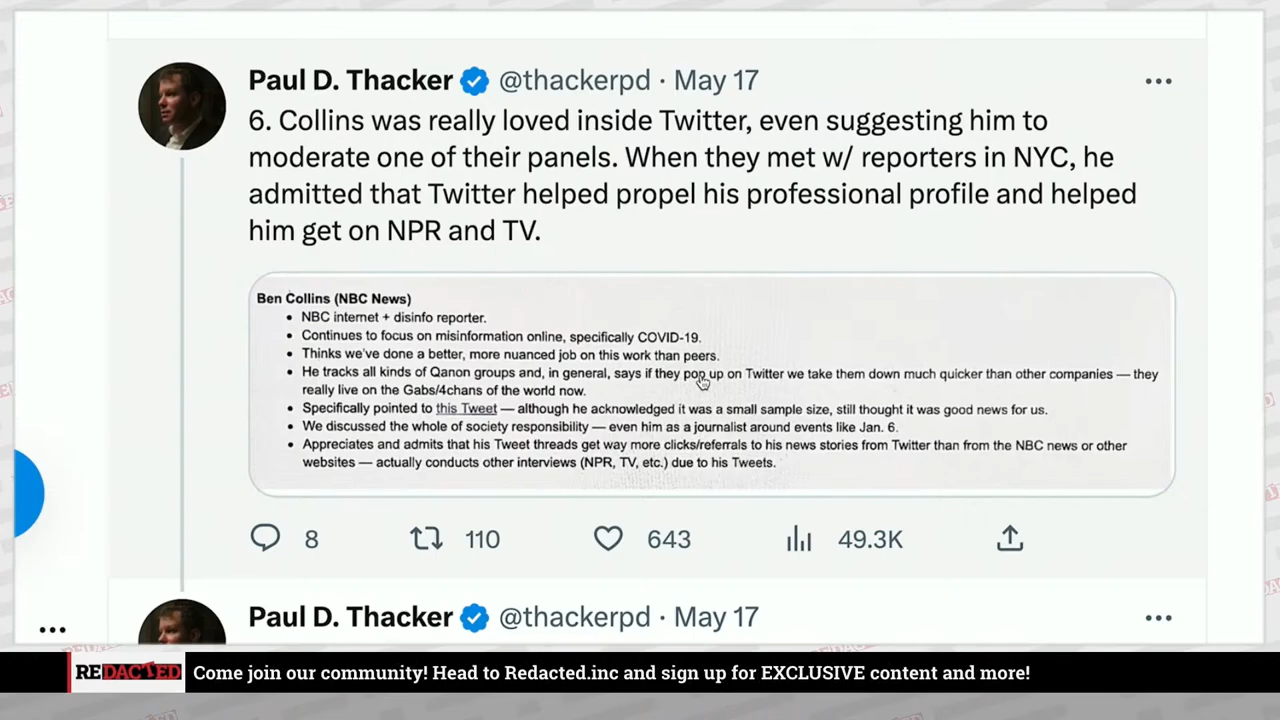 Paul D. Thacker @thackerpd · May 17
6. Collins was really loved inside Twitter, even suggesting him to
moderate one of their panels. When they met w/ reporters in NYC, he
admitted that Twitter helped propel his professional profile and helped
him get on NPR and TV.
Ben Collins (NBC News)
• NBC internet + disinfo reporter.
• Continues to focus on misinformation online, specifically COVID-19.
• Thinks we've done a better, more nuanced job on this work than peers.
• He tracks all kinds of Qanon groups and, in general, says if they pop up on Twitter we take them down much quicker than other companies — they
really live on the Gabs/4chans of the world now.
• Specifically pointed to this Tweet — although he acknowledged it was a small sample size, still thought it was good news for us.
• We discussed the whole of society responsibility — even him as a journalist around events like Jan. 6.
• Appreciates and admits that his Tweet threads get way more clicks/referrals to his news stories from Twitter than from the NBC news or other
websites — actually conducts other interviews (NPR, TV, etc.) due to his Tweets.
8 110 643 49.3K
Paul D. Thacker @thackerpd · May 17
REDACTED Come join our community! Head to Redacted.inc and sign up for EXCLUSIVE content and more!